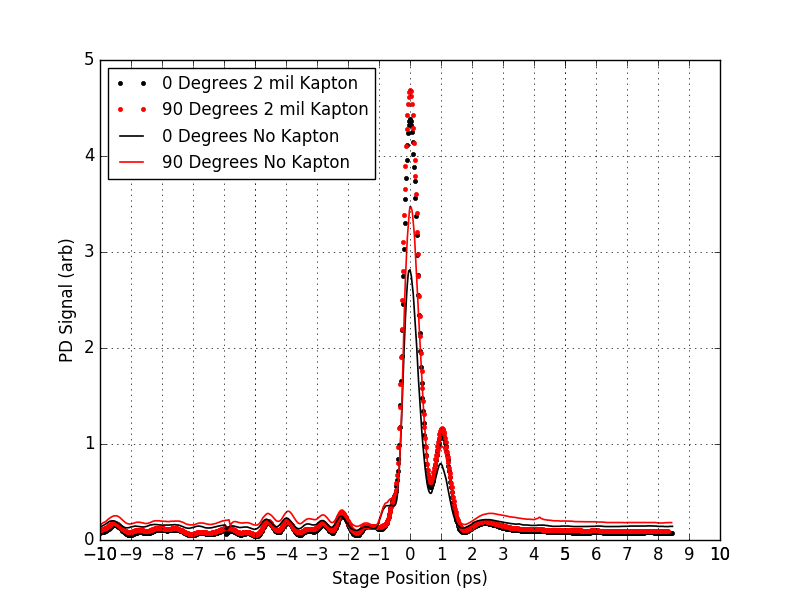 5
4
3
2
1
0
0 Degrees 2 mil Kapton
90 Degrees 2 mil Kapton
0 Degrees No Kapton
90 Degrees No Kapton
PD Signal (arb)
−10 −9 −8 −7 −6 −5 −4 −3 −2 −1 0 1 2 3 4 5 6 7 8 9 10
Stage Position (ps)